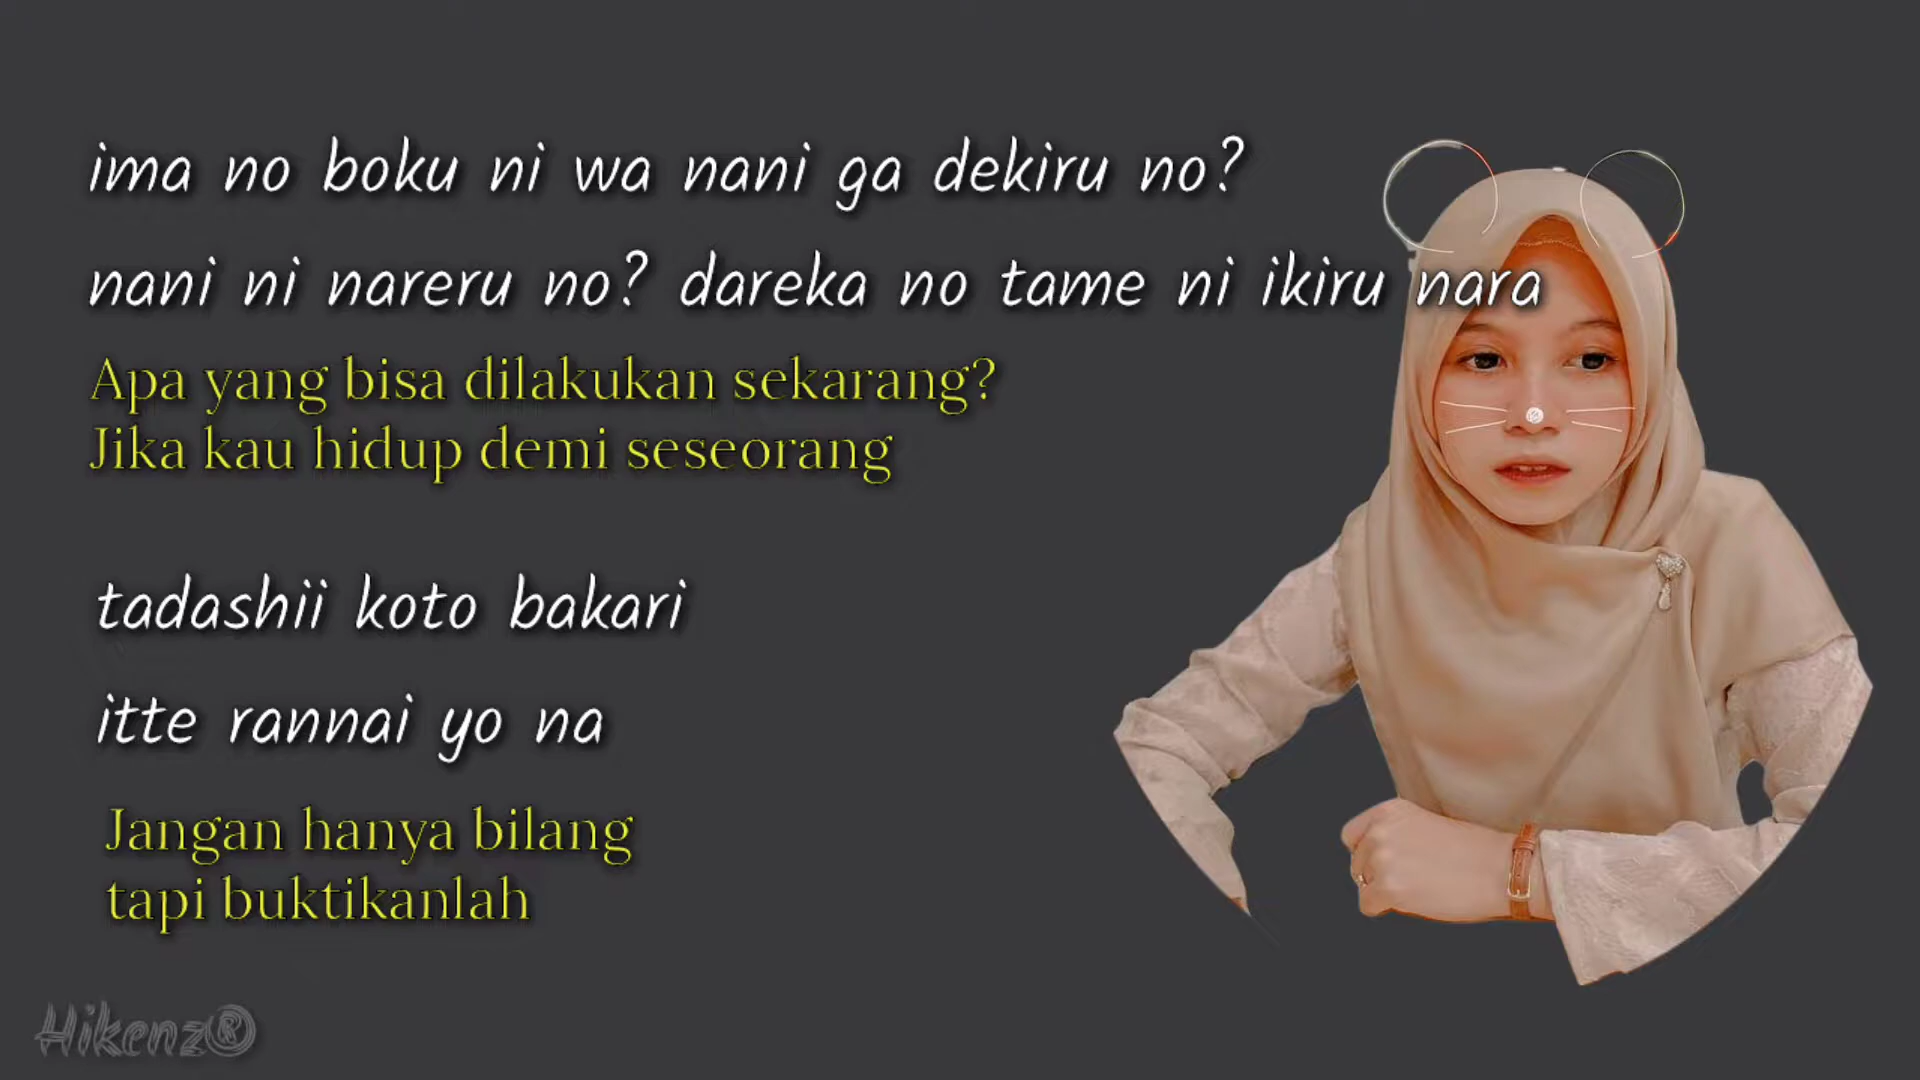 ima no boku ni wa nani ga dekiru no?
nani ni nareru no? dareka no tame ni ikiru nara
Apa yang bisa dilakukan sekarang?
Jika kau hidup demi seseorang
tadashii koto bakari
itte rannai yo na
Jangan hanya bilang
tapi buktikanlah
Hikenz®